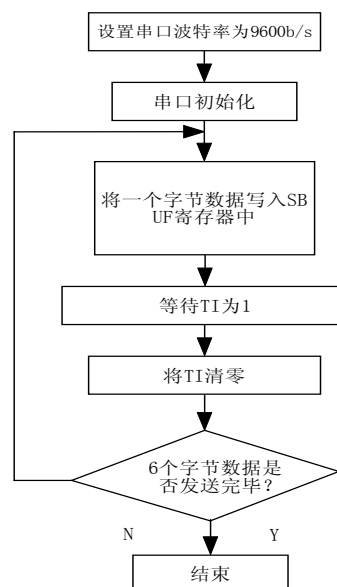 设置串口波特率为9600b/s
串口初始化
将一个字节数据写入SB
UF寄存器中
等待TI为1
将TI清零
6个字节数据是
否发送完毕？
N
Y
结束